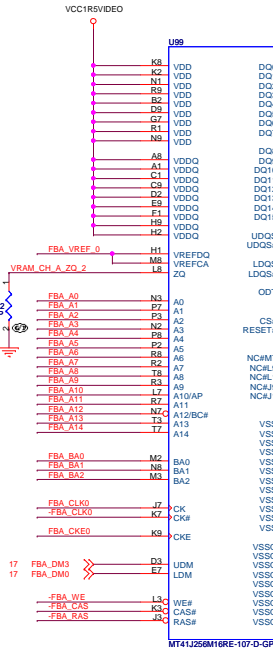 VCC1R5VIDEO
U99
K8 VDD
K2 VDD
N1 VDD
R9 VDD
B2 VDD
D9 VDD
G7 VDD
R1 VDD
N9 VDD
A8 VDDQ
A1 VDDQ
C1 VDDQ
C9 VDDQ
D2 VDDQ
E9 VDDQ
F1 VDDQ
H9 VDDQ
H2 VDDQ
FBA_VREF_0 H1 VREFDQ
M8 VREFCA
VRAM_CH_A_ZQ_2 L8 ZQ
1
2
FBA_A0 N3 A0
FBA_A1 P7 A1
FBA_A2 P3 A2
FBA_A3 N2 A3
FBA_A4 P8 A4
FBA_A5 P2 A5
FBA_A6 R8 A6
FBA_A7 R2 A7
FBA_A8 T8 A8
FBA_A9 R3 A9
FBA_A10 L7 A10/AP
FBA_A11 R7 A11
FBA_A12 N7 A12/BC#
FBA_A13 T3 A13
FBA_A14 T7 A14
FBA_BA0 M2 BA0
FBA_BA1 N8 BA1
FBA_BA2 M3 BA2
FBA_CLK0 J7 CK
-FBA_CLK0 K7 CK#
FBA_CKE0 K9 CKE
17 FBA_DM3 D3 UDM
17 FBA_DM0 E7 LDM
-FBA_WE L3 WE#
-FBA_CAS K3 CAS#
-FBA_RAS J3 RAS#
MT41J256M16RE-107-D-GP